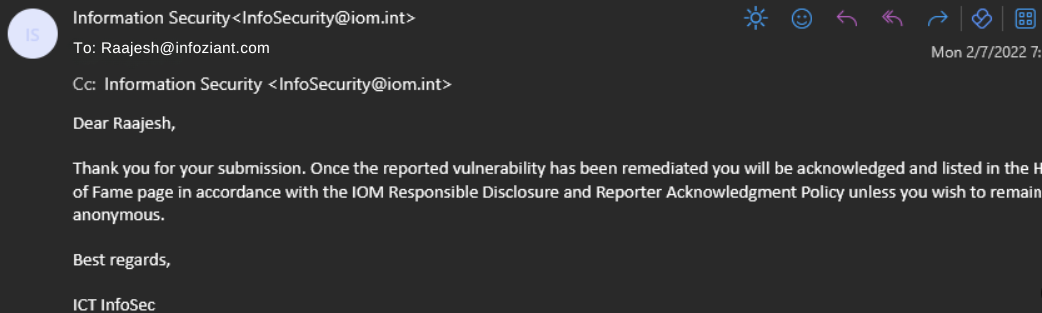 IS
Information Security<InfoSecurity@iom.int>
To: Raajesh@infoziant.com
Mon 2/7/2022 7:
Cc: Information Security <InfoSecurity@iom.int>
Dear Raajesh,
Thank you for your submission. Once the reported vulnerability has been remediated you will be acknowledged and listed in the H
of Fame page in accordance with the IOM Responsible Disclosure and Reporter Acknowledgment Policy unless you wish to remain
anonymous.
Best regards,
ICT InfoSec